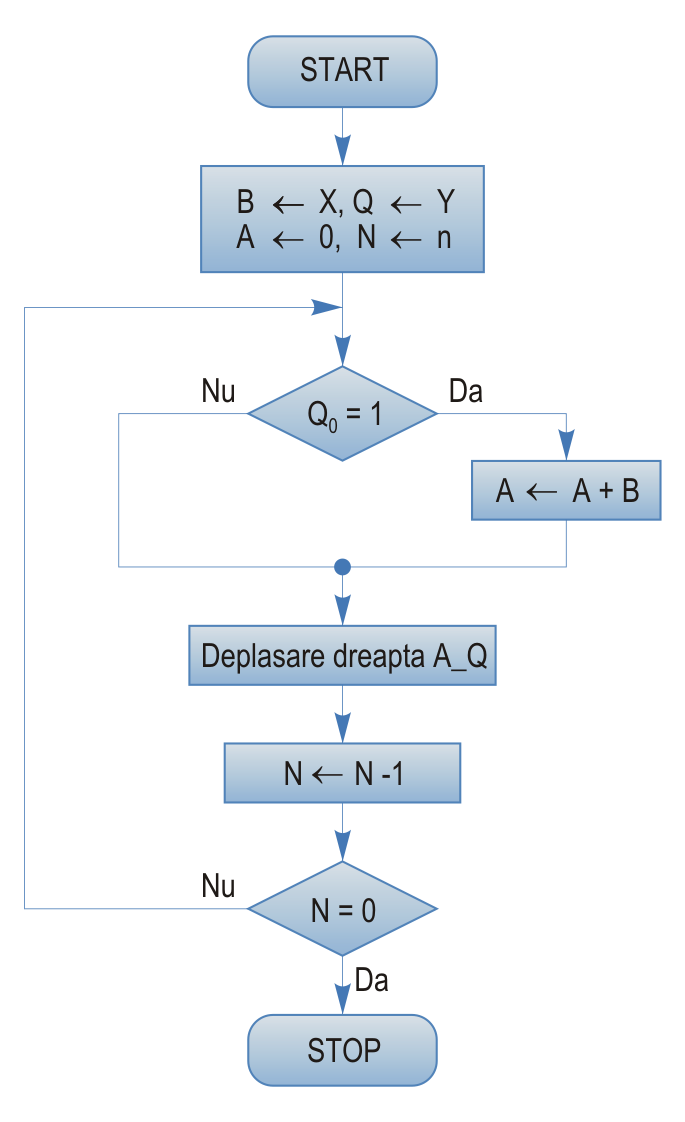 START
B ← X, Q ← Y
A ← 0, N ← n
Nu
Da
Q₀ = 1
A ← A + B
Deplasare dreapta A_Q
N ← N -1
Nu
N = 0
Da
STOP